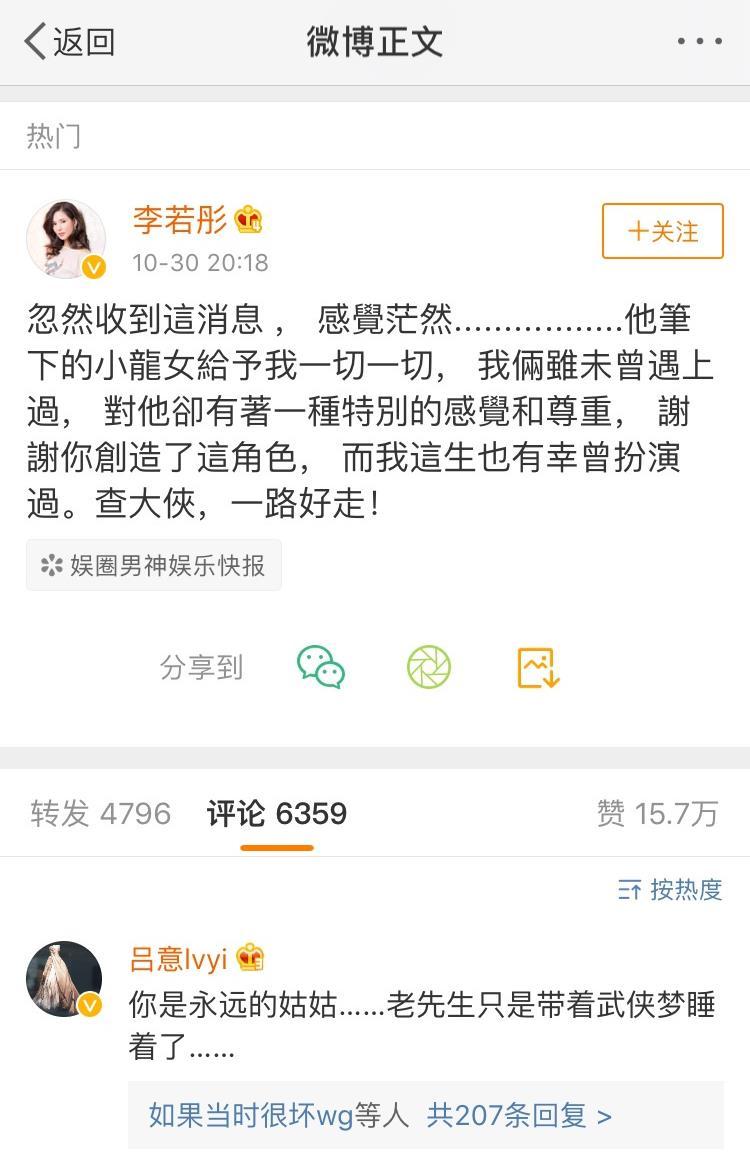 返回
微博正文
热门
李若彤
10-30 20:18
+关注
忽然收到這消息， 感覺茫然.................他筆
下的小龍女給予我一切一切， 我倆雖未曾遇上
過， 對他卻有著一種特別的感覺和尊重， 謝
謝你創造了這角色， 而我這生也有幸曾扮演
過。查大俠，一路好走！
娱圈男神娱乐快报
分享到
转发 4796 评论 6359 赞 15.7万
按热度
吕意Ivyi
你是永远的姑姑……老先生只是带着武侠梦睡
着了……
如果当时很坏wg等人 共207条回复 >